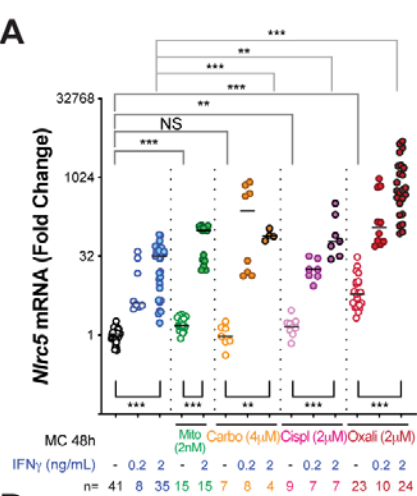 A
***
**
***
***
**
NS
***
32768
1024
32
1
Nlrc5 mRNA (Fold Change)
*** *** ** *** ***
MC 48h - Mito (2nM) Carbo (4μM) Cispl (2μM) Oxali (2μM)
IFNγ (ng/mL) - 0.2 2 - 2 - 0.2 2 - 0.2 2 - 0.2 2
n= 41 8 35 15 15 7 8 4 9 7 7 23 10 24